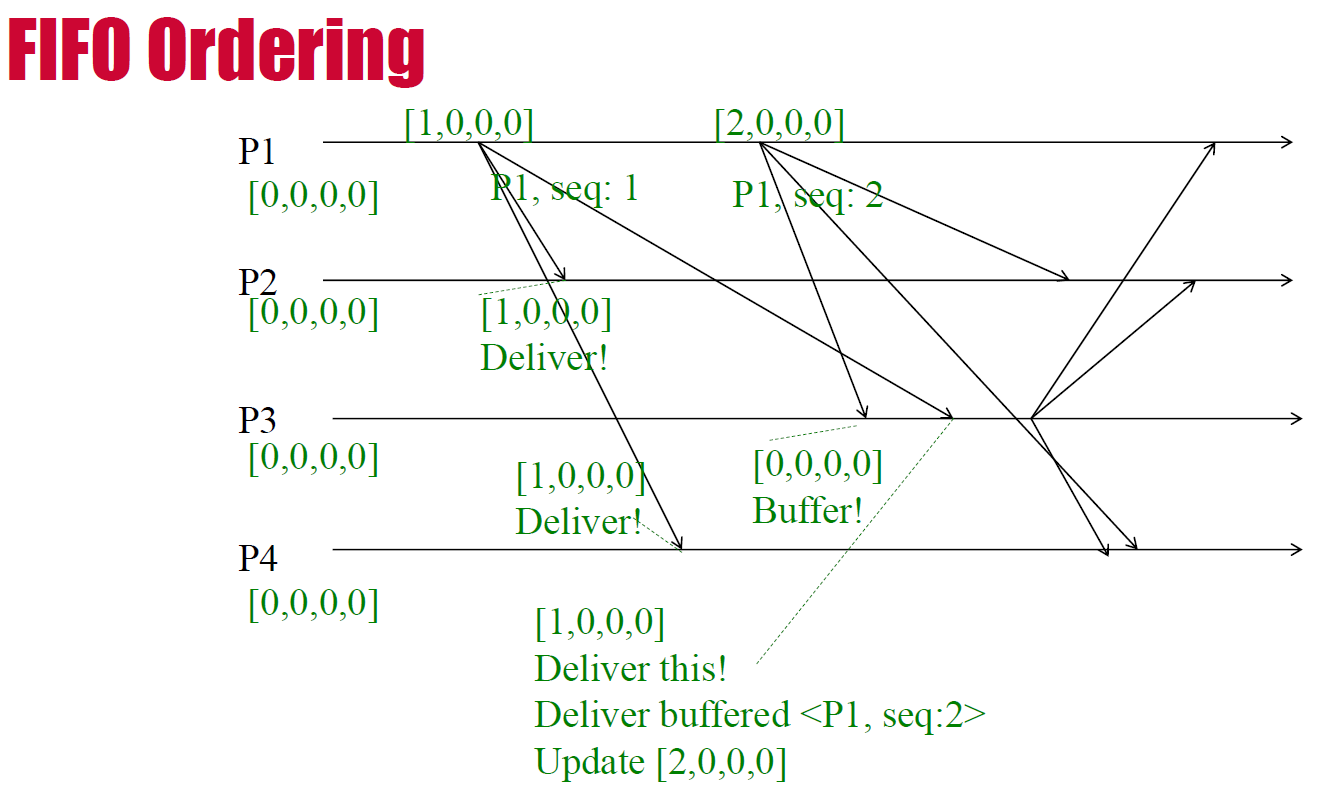 FIFO Ordering
[1,0,0,0]
[2,0,0,0]
P1
[0,0,0,0]
P1, seq: 1
P1, seq: 2
P2
[0,0,0,0]
[1,0,0,0]
Deliver!
P3
[0,0,0,0]
[1,0,0,0]
Deliver!
[0,0,0,0]
Buffer!
P4
[0,0,0,0]
[1,0,0,0]
Deliver this!
Deliver buffered <P1, seq:2>
Update [2,0,0,0]